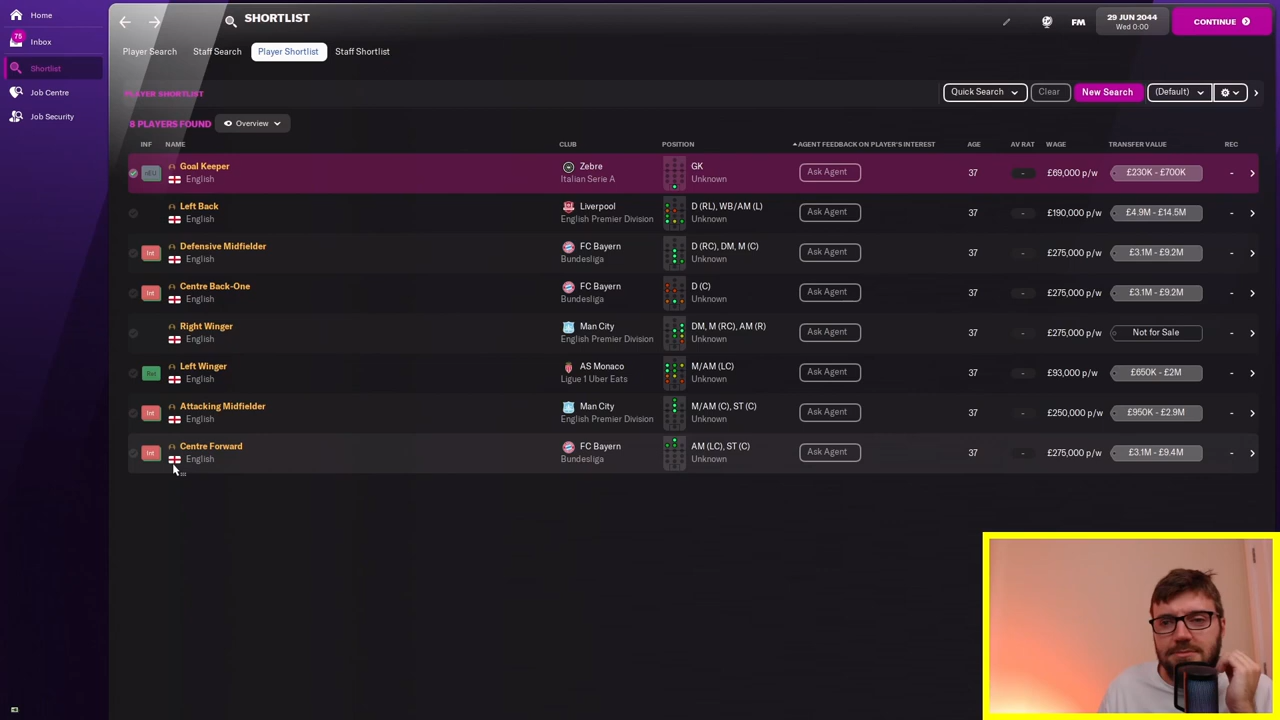 Home
SHORTLIST
FM
29 JUN 2044
Wed 0:00
CONTINUE
75
Inbox
Shortlist
Job Centre
Job Security
Player Search
Staff Search
Player Shortlist
Staff Shortlist
PLAYER SHORTLIST
Quick Search
Clear
New Search
(Default)
8 PLAYERS FOUND
Overview
INF NAME CLUB POSITION AGENT FEEDBACK ON PLAYER'S INTEREST AGE AV RAT WAGE TRANSFER VALUE REC
Goal Keeper Zebre GK Ask Agent 37 - £69,000 p/w £230K - £700K -
English Italian Serie A Unknown
Left Back Liverpool D (RL), WB/AM (L) Ask Agent 37 - £190,000 p/w £4.9M - £14.5M -
English English Premier Division Unknown
Int Defensive Midfielder FC Bayern D (RC), DM, M (C) Ask Agent 37 - £275,000 p/w £3.1M - £9.2M -
English Bundesliga Unknown
Int Centre Back-One FC Bayern D (C) Ask Agent 37 - £275,000 p/w £3.1M - £9.2M -
English Bundesliga Unknown
Right Winger Man City DM, M (RC), AM (R) Ask Agent 37 - £275,000 p/w Not for Sale -
English English Premier Division Unknown
Left Winger AS Monaco M/AM (LC) Ask Agent 37 - £93,000 p/w £650K - £2M -
English Ligue 1 Uber Eats Unknown
Int Attacking Midfielder Man City M/AM (C), ST (C) Ask Agent 37 - £250,000 p/w £950K - £2.9M -
English English Premier Division Unknown
Int Centre Forward FC Bayern AM (LC), ST (C) Ask Agent 37 - £275,000 p/w £3.1M - £9.4M -
English Bundesliga Unknown